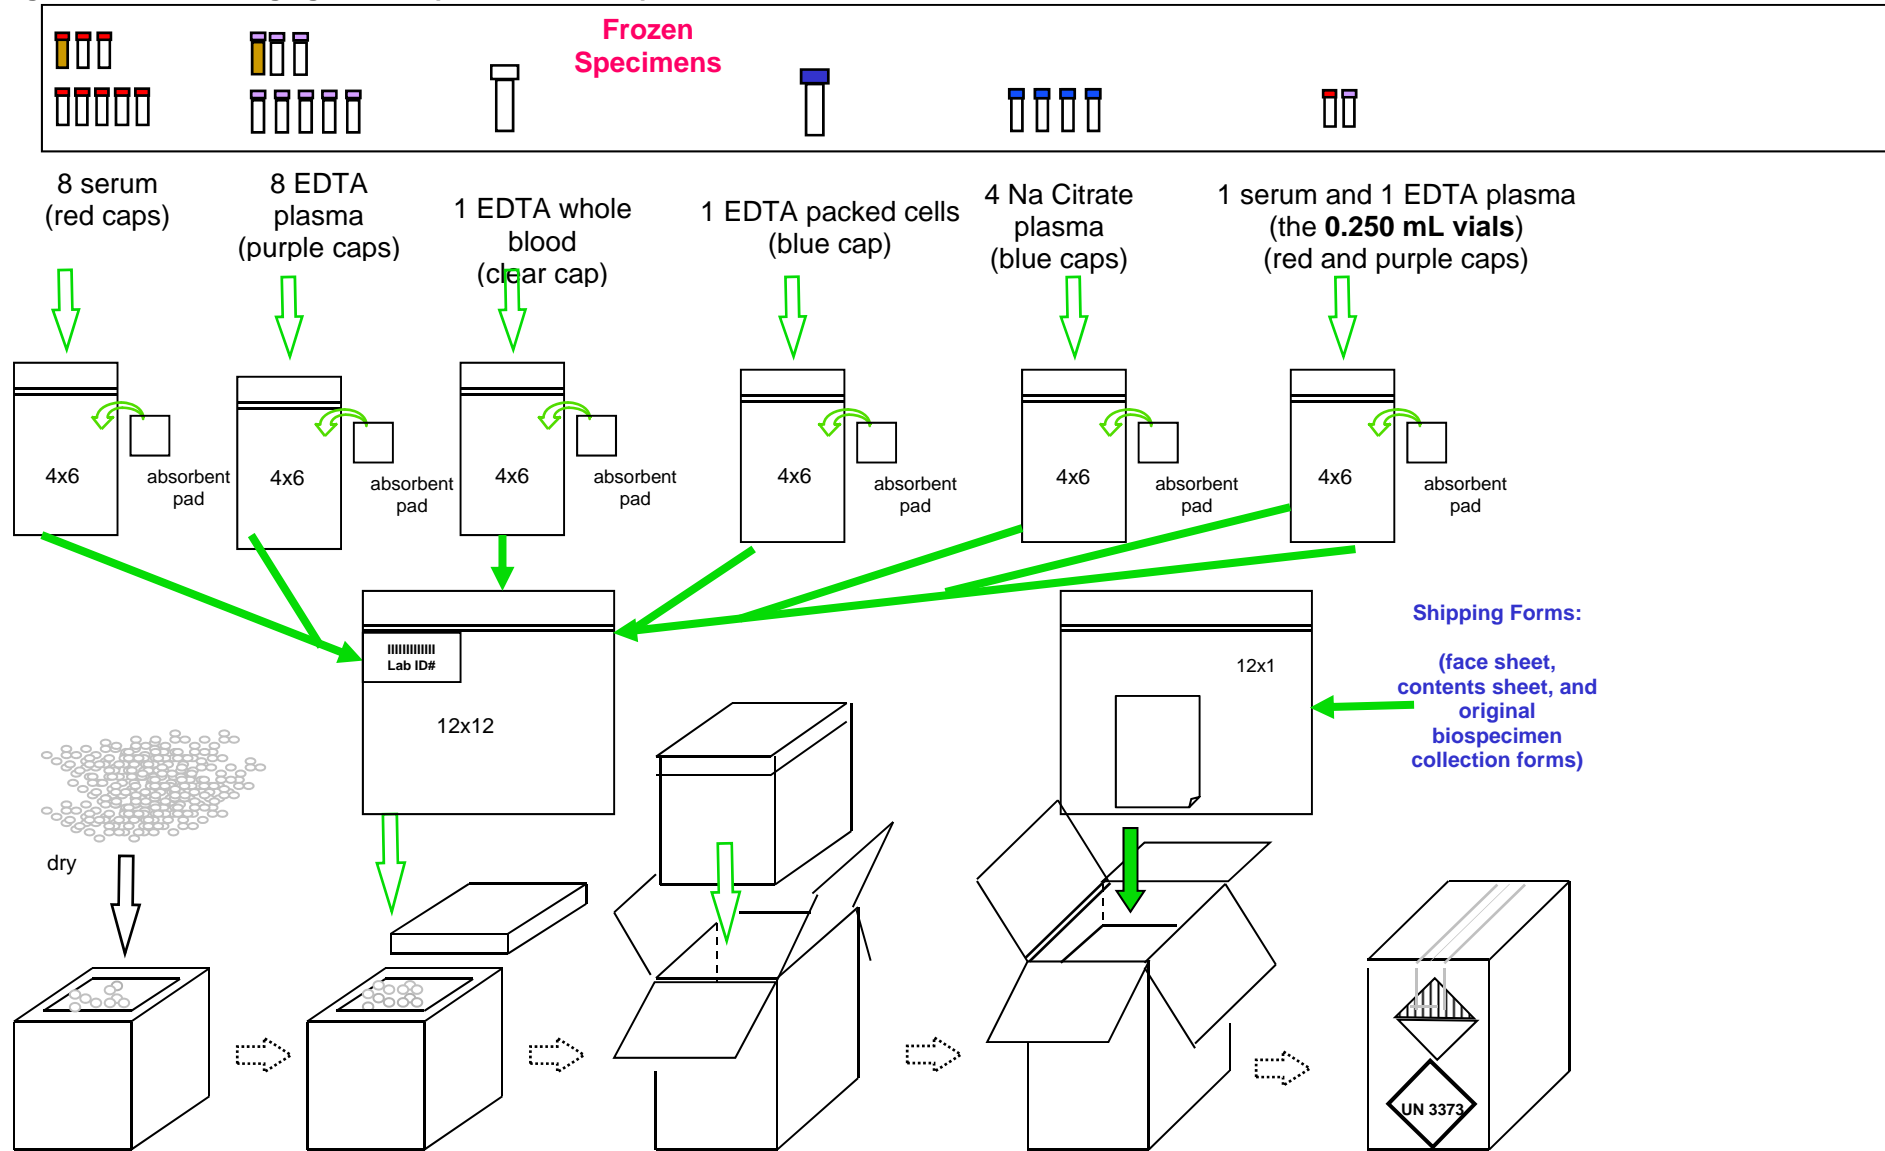 Frozen
Specimens
8 serum
(red caps)
8 EDTA
plasma
(purple caps)
1 EDTA whole
blood
(clear cap)
1 EDTA packed cells
(blue cap)
4 Na Citrate
plasma
(blue caps)
1 serum and 1 EDTA plasma
(the 0.250 mL vials)
(red and purple caps)
4x6
absorbent
pad
4x6
absorbent
pad
4x6
absorbent
pad
4x6
absorbent
pad
4x6
absorbent
pad
4x6
absorbent
pad
Lab ID#
12x12
12x1
Shipping Forms:
(face sheet,
contents sheet, and
original
biospecimen
collection forms)
dry
UN 3373